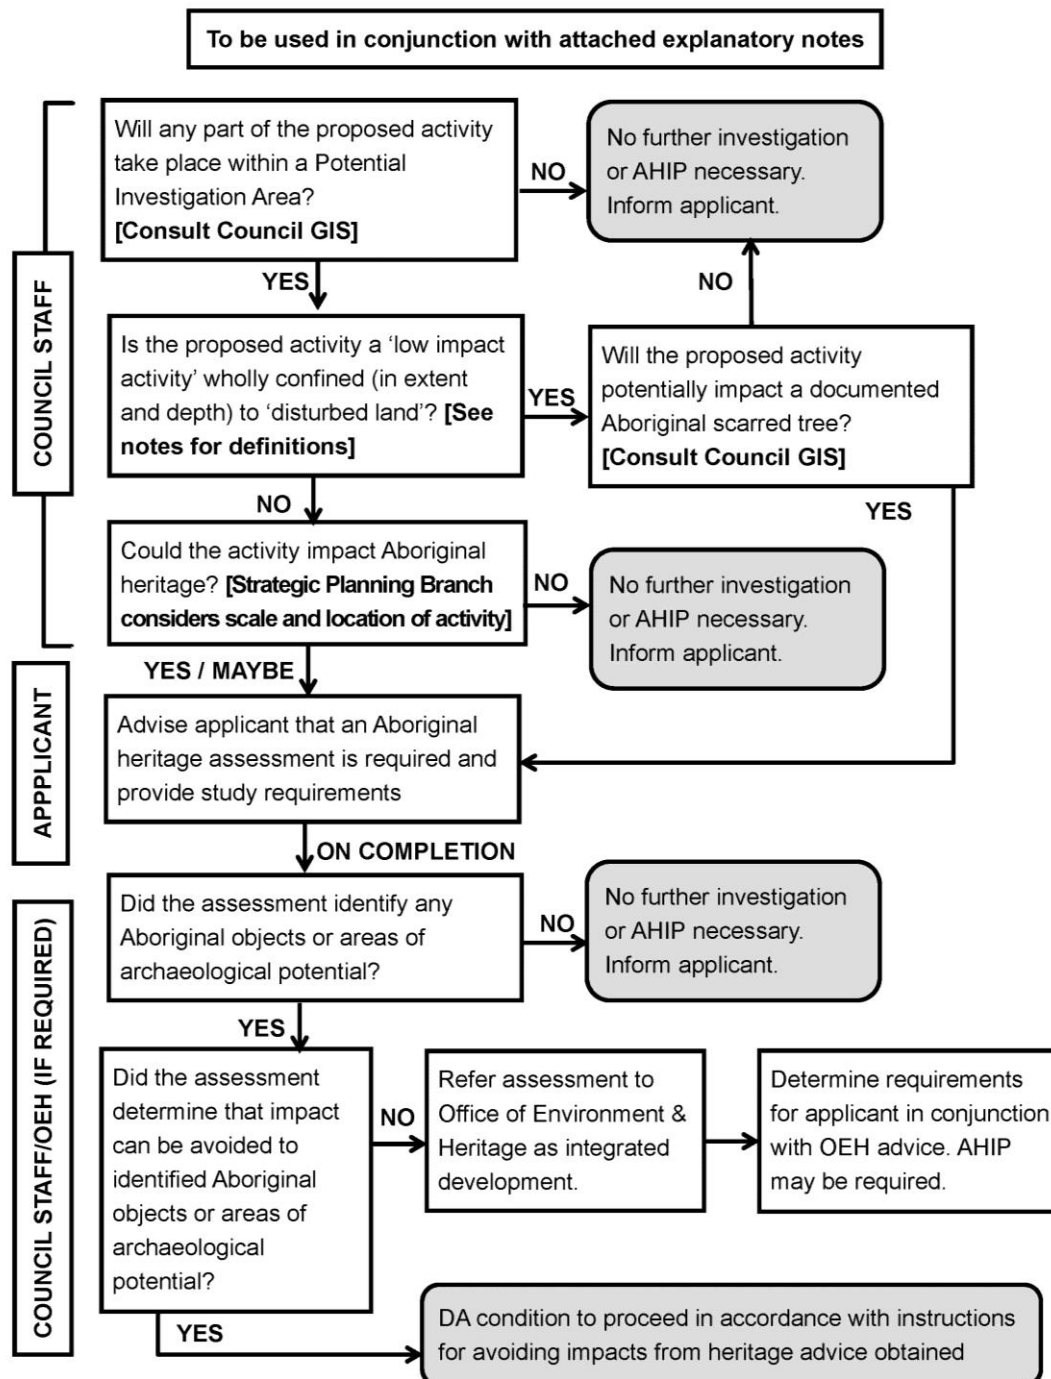 To be used in conjunction with attached explanatory notes
COUNCIL STAFF
Will any part of the proposed activity
take place within a Potential
Investigation Area?
[Consult Council GIS]
NO
No further investigation
or AHIP necessary.
Inform applicant.
YES
NO
Is the proposed activity a ‘low impact
activity’ wholly confined (in extent
and depth) to ‘disturbed land’? [See
notes for definitions]
YES
Will the proposed activity
potentially impact a documented
Aboriginal scarred tree?
[Consult Council GIS]
NO
YES
Could the activity impact Aboriginal
heritage? [Strategic Planning Branch
considers scale and location of activity]
NO
No further investigation
or AHIP necessary.
Inform applicant.
YES / MAYBE
APPPLICANT
Advise applicant that an Aboriginal
heritage assessment is required and
provide study requirements
ON COMPLETION
COUNCIL STAFF/OEH (IF REQUIRED)
Did the assessment identify any
Aboriginal objects or areas of
archaeological potential?
NO
No further investigation
or AHIP necessary.
Inform applicant.
YES
Did the assessment
determine that impact
can be avoided to
identified Aboriginal
objects or areas of
archaeological
potential?
NO
Refer assessment to
Office of Environment &
Heritage as integrated
development.
Determine requirements
for applicant in conjunction
with OEH advice. AHIP
may be required.
YES
DA condition to proceed in accordance with instructions
for avoiding impacts from heritage advice obtained